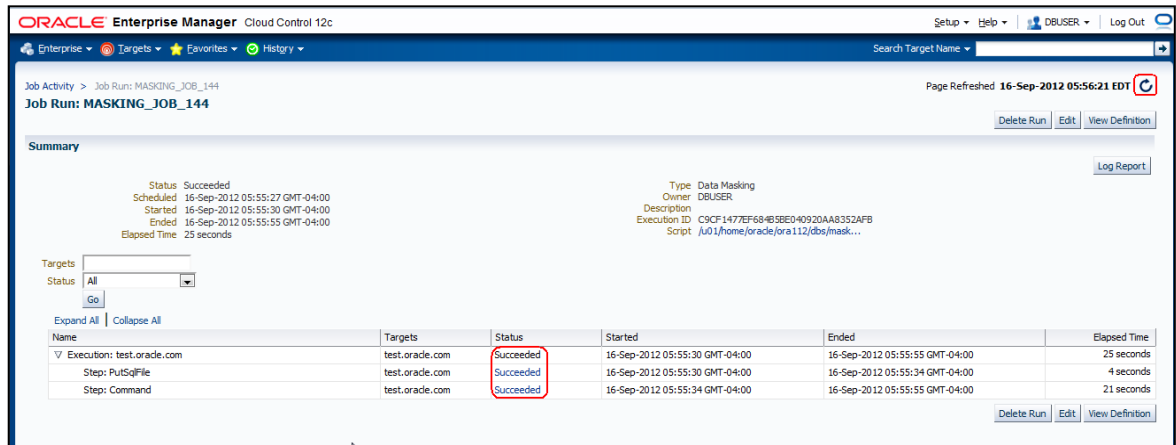 ORACLE Enterprise Manager Cloud Control 12c
Setup Help DBUSER Log Out
Enterprise Targets Favorites History Search Target Name
Job Activity > Job Run: MASKING_JOB_144
Page Refreshed 16-Sep-2012 05:56:21 EDT
Job Run: MASKING_JOB_144
Delete Run Edit View Definition
Summary
Log Report
Status Succeeded
Scheduled 16-Sep-2012 05:55:27 GMT-04:00
Started 16-Sep-2012 05:55:30 GMT-04:00
Ended 16-Sep-2012 05:55:55 GMT-04:00
Elapsed Time 25 seconds
Type Data Masking
Owner DBUSER
Description
Execution ID C9CF1477EF684B5BE040920AA8352AFB
Script /u01/home/oracle/ora112/dbs/mask...
Targets
Status All
Go
Expand All | Collapse All
Name Targets Status Started Ended Elapsed Time
Execution: test.oracle.com test.oracle.com Succeeded 16-Sep-2012 05:55:30 GMT-04:00 16-Sep-2012 05:55:55 GMT-04:00 25 seconds
Step: PutSqlFile test.oracle.com Succeeded 16-Sep-2012 05:55:30 GMT-04:00 16-Sep-2012 05:55:34 GMT-04:00 4 seconds
Step: Command test.oracle.com Succeeded 16-Sep-2012 05:55:34 GMT-04:00 16-Sep-2012 05:55:55 GMT-04:00 21 seconds
Delete Run Edit View Definition